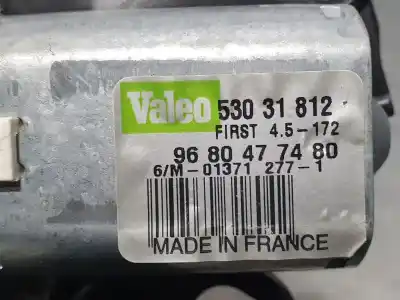 Valeo 530 31 812
FIRST 4.5-172
96 80 47 74 80
6/M-01371 277-1
MADE IN FRANCE